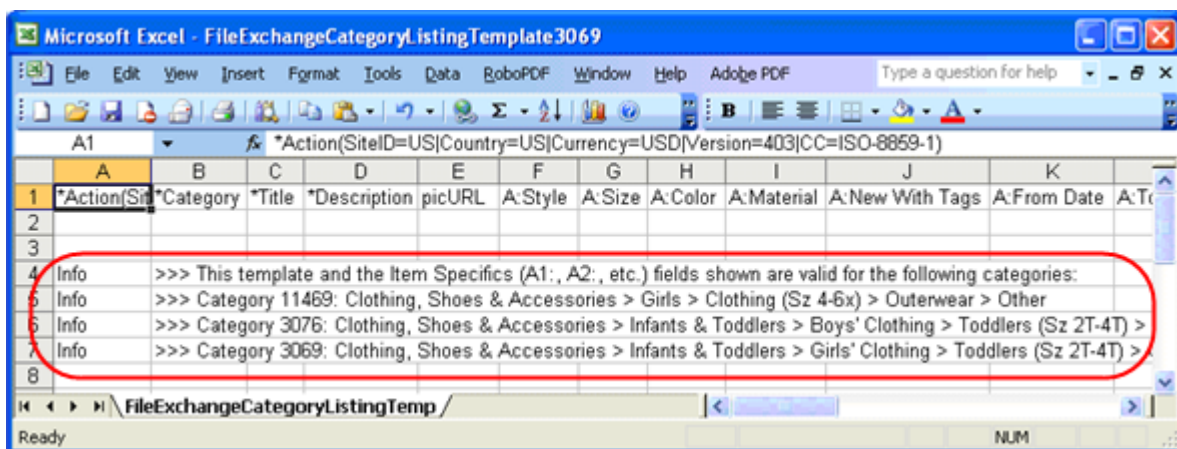 Microsoft Excel - FileExchangeCategoryListingTemplate3069
File Edit View Insert Format Tools Data RoboPDF Window Help Adobe PDF Type a question for help
A1 fx *Action(SiteID=US|Country=US|Currency=USD|Version=403|CC=ISO-8859-1)
A B C D E F G H I J K
1 *Action(Sit *Category *Title *Description picURL A:Style A:Size A:Color A:Material A:New With Tags A:From Date A:To
2
3
4 Info >>> This template and the Item Specifics (A1:, A2:, etc.) fields shown are valid for the following categories:
5 Info >>> Category 11469: Clothing, Shoes & Accessories > Girls > Clothing (Sz 4-6x) > Outerwear > Other
6 Info >>> Category 3076: Clothing, Shoes & Accessories > Infants & Toddlers > Boys' Clothing > Toddlers (Sz 2T-4T) >
7 Info >>> Category 3069: Clothing, Shoes & Accessories > Infants & Toddlers > Girls' Clothing > Toddlers (Sz 2T-4T) >
8
FileExchangeCategoryListingTemp
Ready NUM